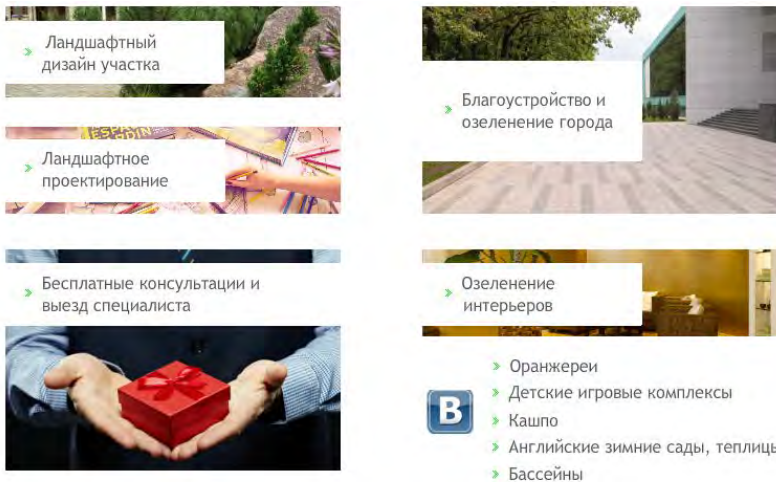 Ландшафтный
дизайн участка
Ландшафтное
проектирование
Бесплатные консультации и
выезд специалиста
Благоустройство и
озеленение города
Озеленение
интерьеров
В
Оранжереи
Детские игровые комплексы
Кашпо
Английские зимние сады, теплицы
Бассейны